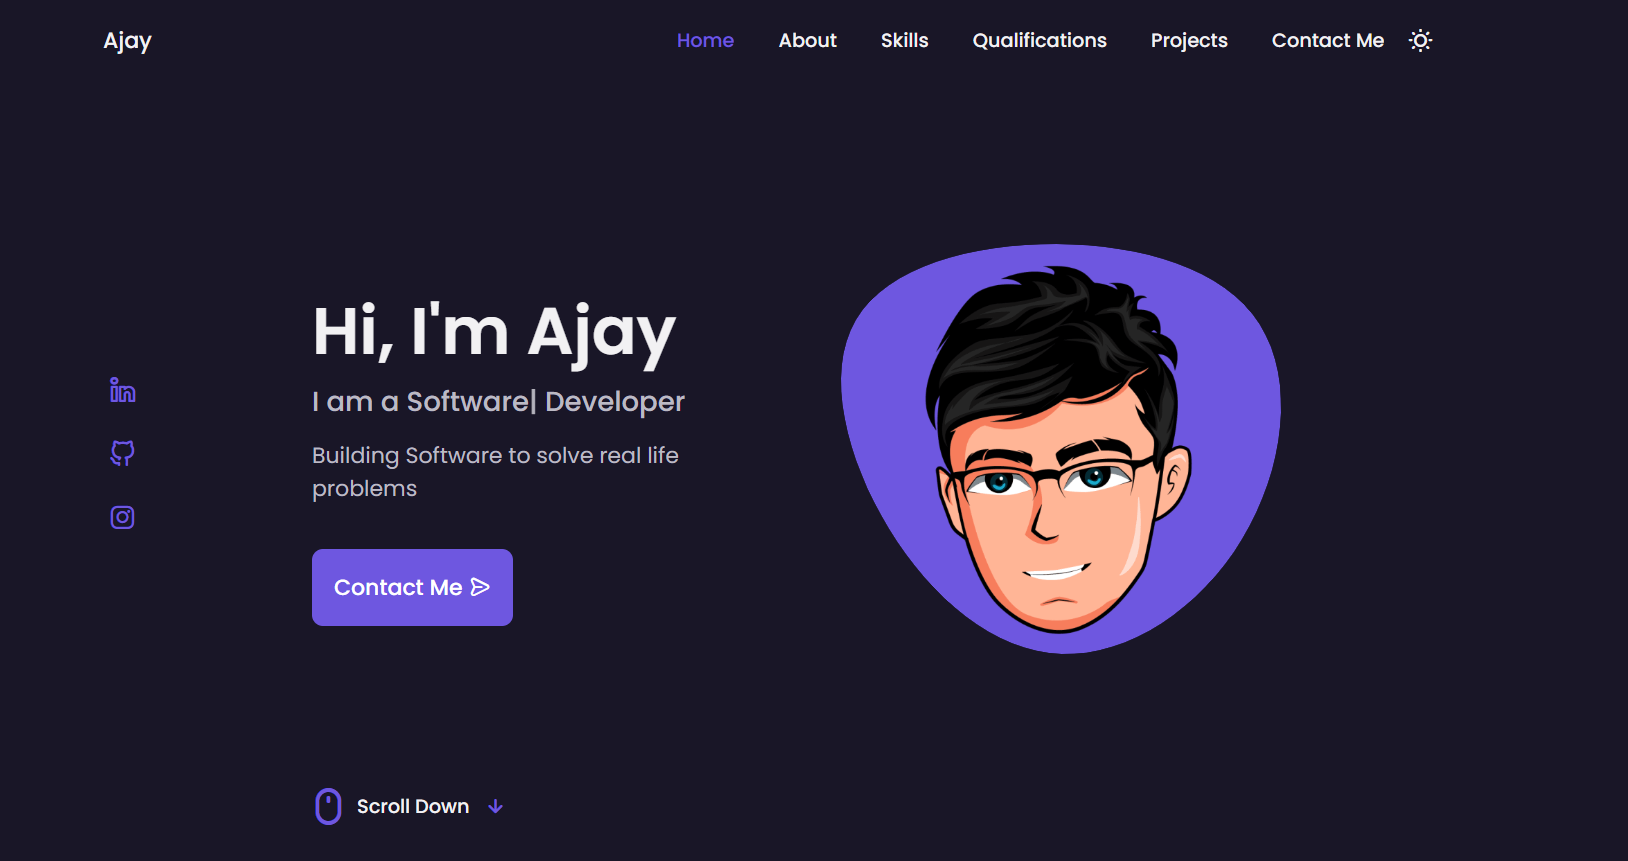 Ajay
Home About Skills Qualifications Projects Contact Me
Hi, I'm Ajay
I am a Software| Developer
Building Software to solve real life
problems
Contact Me
Scroll Down